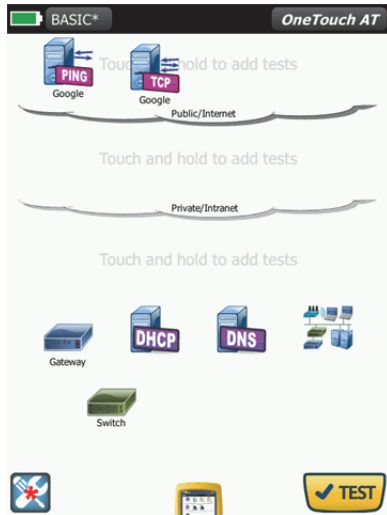 BASIC*
OneTouch AT
Touch and hold to add tests
PING
TCP
Google
Google
Public/Internet
Touch and hold to add tests
Private/Intranet
Touch and hold to add tests
DHCP
DNS
Gateway
Switch
TEST